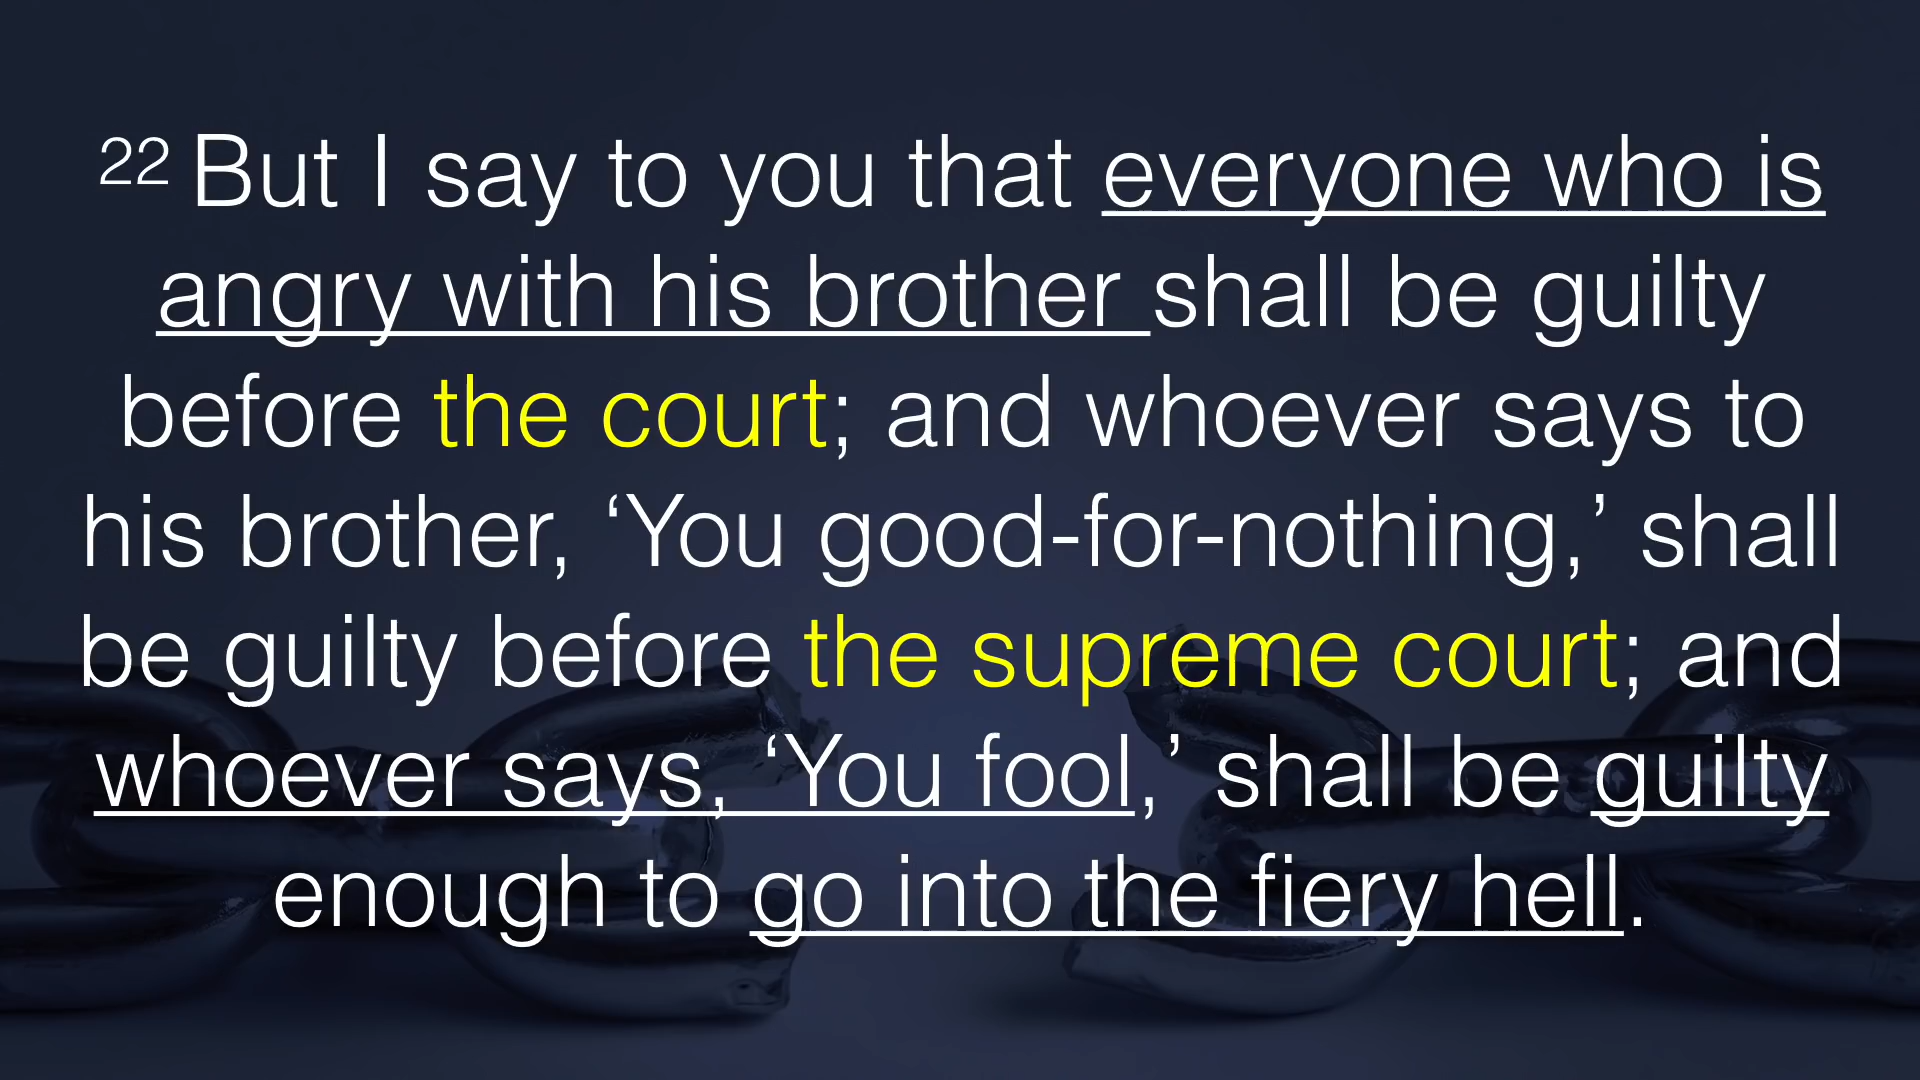 22 But I say to you that everyone who is
angry with his brother shall be guilty
before the court; and whoever says to
his brother, ‘You good-for-nothing,’ shall
be guilty before the supreme court; and
whoever says, ‘You fool,’ shall be guilty
enough to go into the fiery hell.